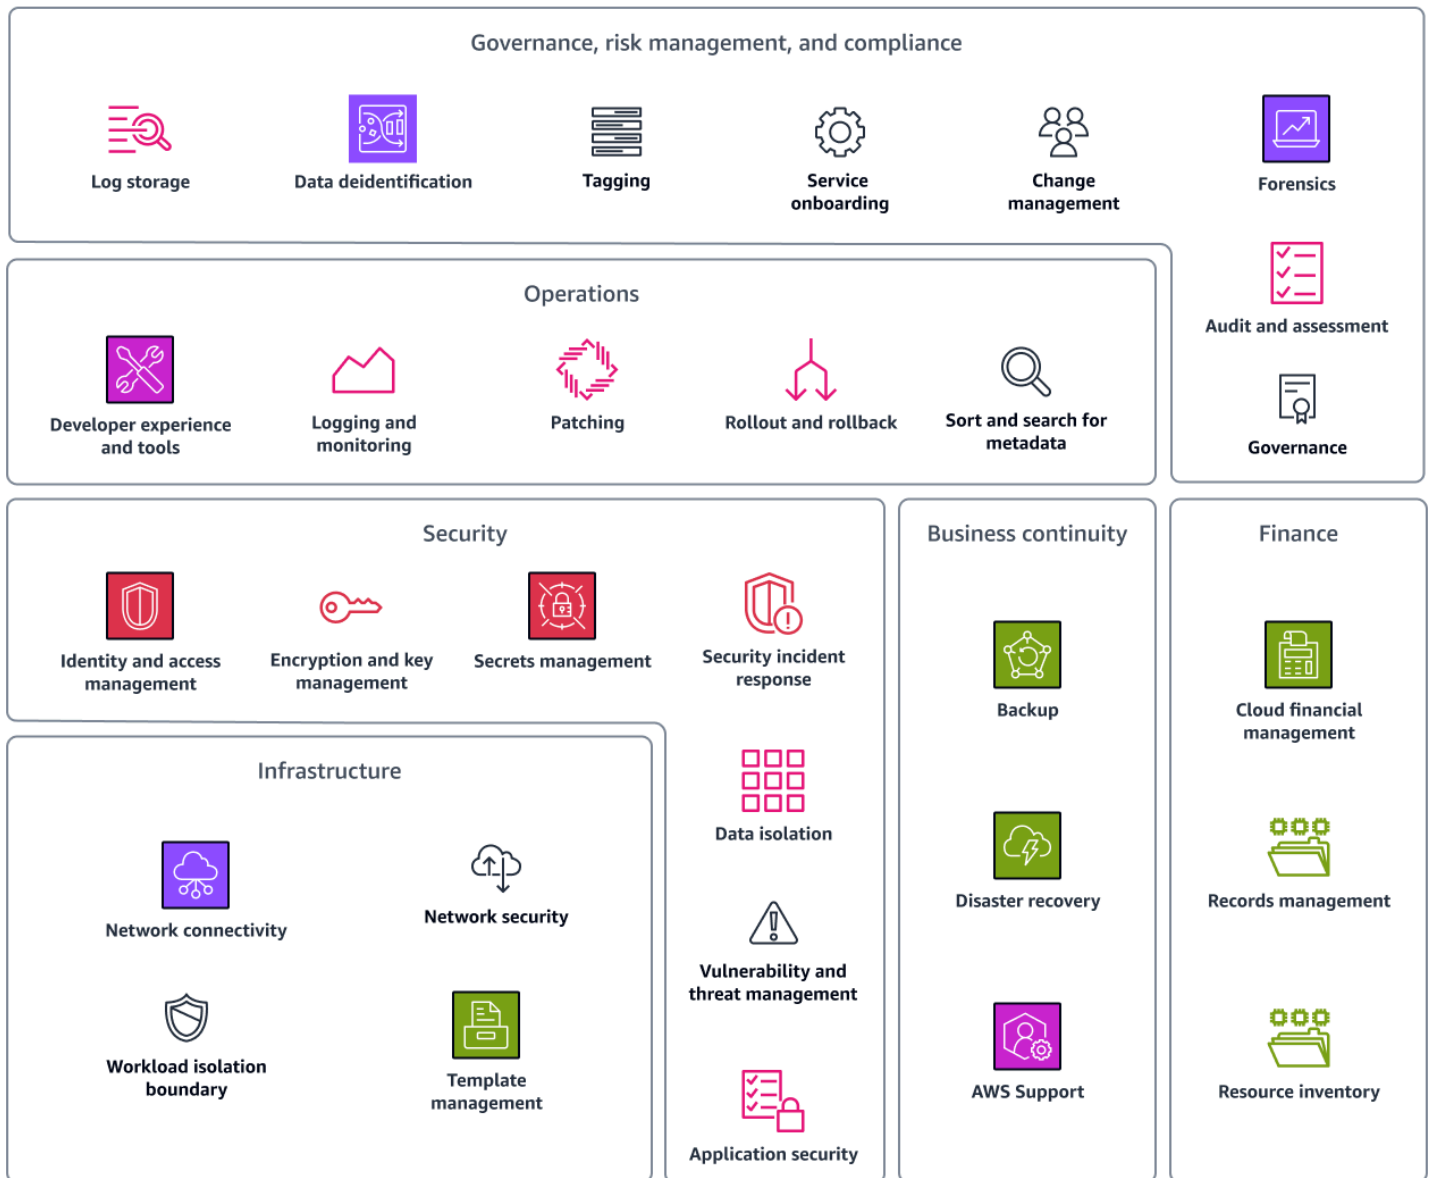 Governance, risk management, and compliance
Log storage
Data deidentification
Tagging
Service
onboarding
Change
management
Forensics
Audit and assessment
Governance
Operations
Developer experience
and tools
Logging and
monitoring
Patching
Rollout and rollback
Sort and search for
metadata
Security
Identity and access
management
Encryption and key
management
Secrets management
Security incident
response
Data isolation
Vulnerability and
threat management
Application security
Infrastructure
Network connectivity
Network security
Workload isolation
boundary
Template
management
Business continuity
Backup
Disaster recovery
AWS Support
Finance
Cloud financial
management
Records management
Resource inventory